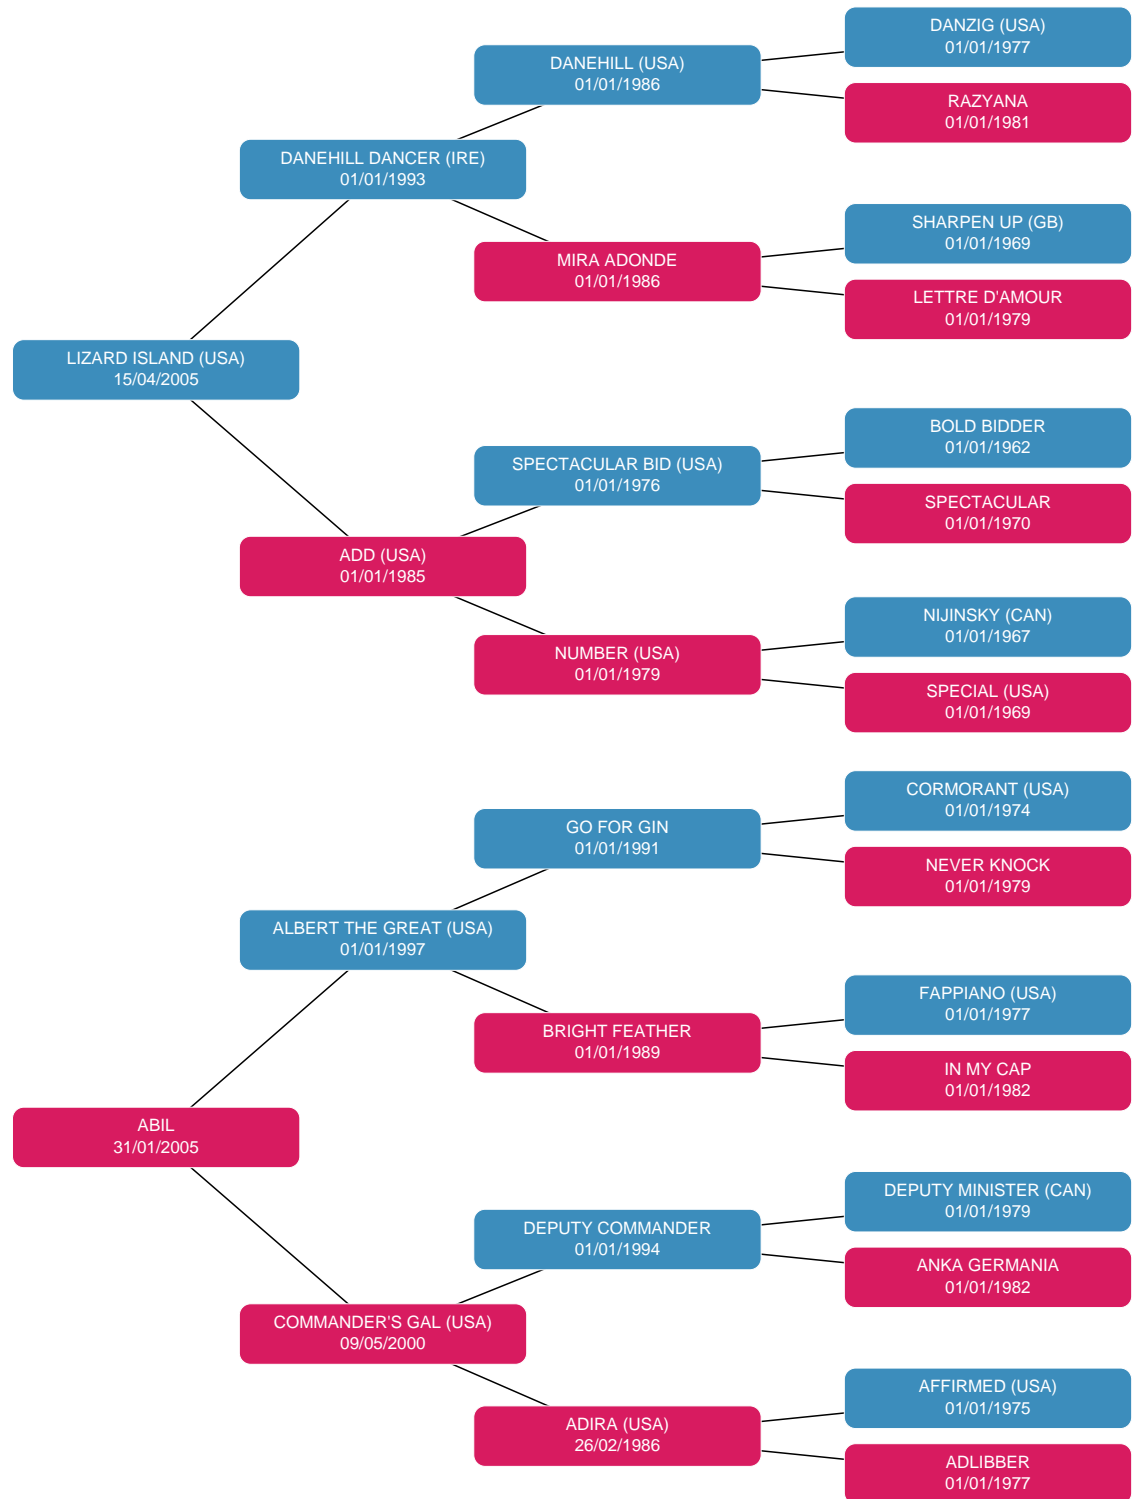 DANZIG (USA)
01/01/1977
DANEHILL (USA)
01/01/1986
RAZYANA
01/01/1981
DANEHILL DANCER (IRE)
01/01/1993
SHARPEN UP (GB)
01/01/1969
MIRA ADONDE
01/01/1986
LETTRE D'AMOUR
01/01/1979
LIZARD ISLAND (USA)
15/04/2005
BOLD BIDDER
01/01/1962
SPECTACULAR BID (USA)
01/01/1976
SPECTACULAR
01/01/1970
ADD (USA)
01/01/1985
NIJINSKY (CAN)
01/01/1967
NUMBER (USA)
01/01/1979
SPECIAL (USA)
01/01/1969
CORMORANT (USA)
01/01/1974
GO FOR GIN
01/01/1991
NEVER KNOCK
01/01/1979
ALBERT THE GREAT (USA)
01/01/1997
FAPPIANO (USA)
01/01/1977
BRIGHT FEATHER
01/01/1989
IN MY CAP
01/01/1982
ABIL
31/01/2005
DEPUTY MINISTER (CAN)
01/01/1979
DEPUTY COMMANDER
01/01/1994
ANKA GERMANIA
01/01/1982
COMMANDER'S GAL (USA)
09/05/2000
AFFIRMED (USA)
01/01/1975
ADIRA (USA)
26/02/1986
ADLIBBER
01/01/1977